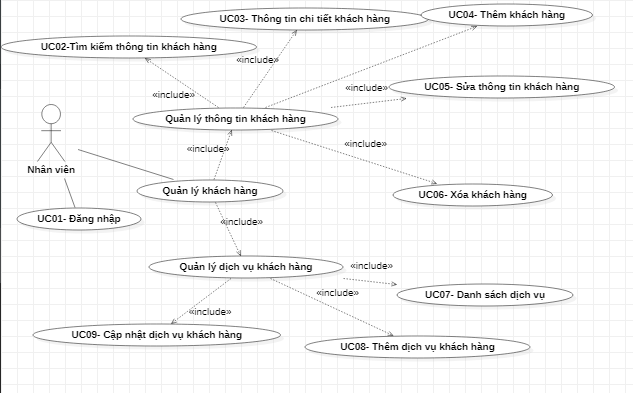 UC03- Thông tin chi tiết khách hàng
UC04- Thêm khách hàng
UC02-Tìm kiếm thông tin khách hàng
«include»
«include»
UC05- Sửa thông tin khách hàng
«include»
Quản lý thông tin khách hàng
«include»
«include»
Nhân viên
Quản lý khách hàng
UC06- Xóa khách hàng
UC01- Đăng nhập
«include»
Quản lý dịch vụ khách hàng
«include»
«include»
UC07- Danh sách dịch vụ
«include»
UC09- Cập nhật dịch vụ khách hàng
UC08- Thêm dịch vụ khách hàng